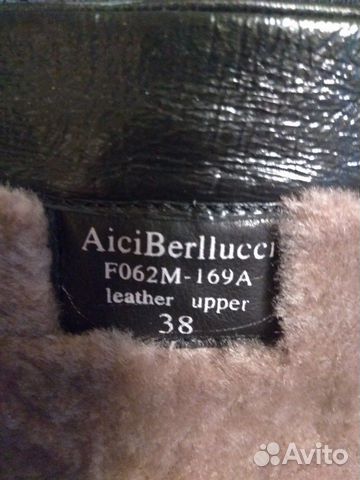 AiciBerllucci
F062M-169A
leather upper
38
Avito